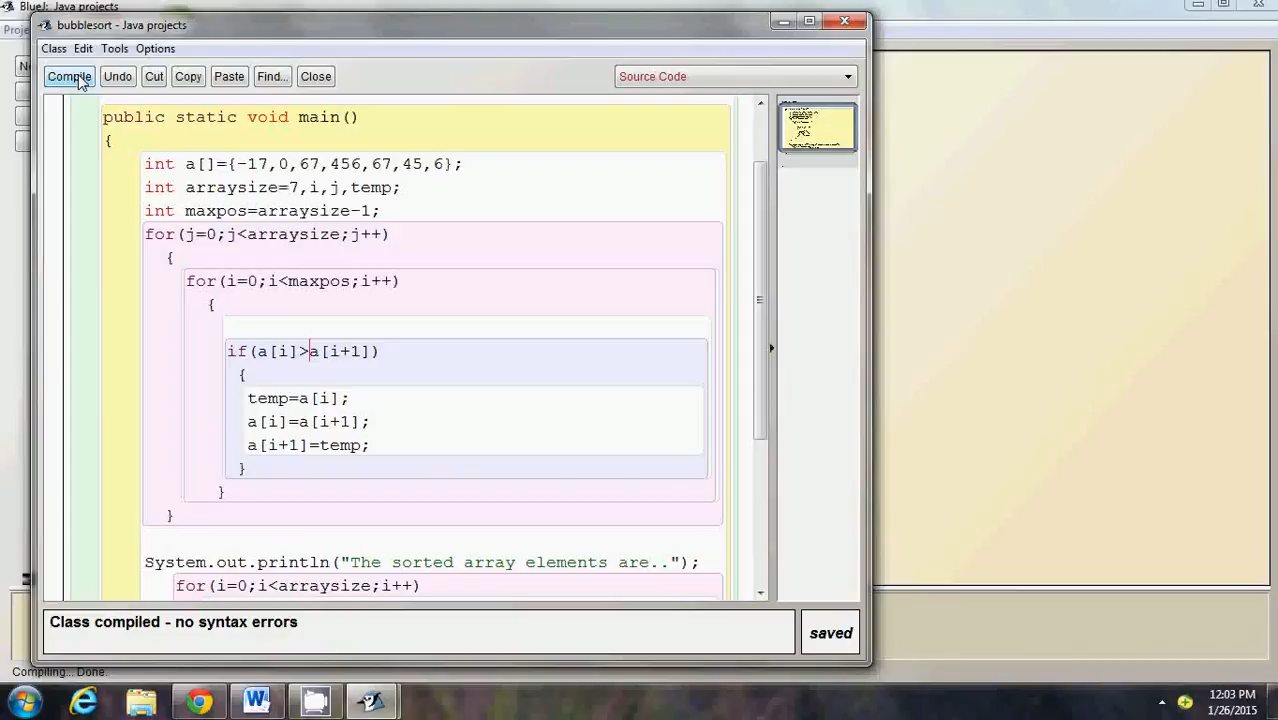 BlueJ: Java projects
bubblesort - Java projects
Class Edit Tools Options
Compile Undo Cut Copy Paste Find... Close Source Code
public static void main()
{
int a[]={-17,0,67,456,67,45,6};
int arraysize=7,i,j,temp;
int maxpos=arraysize-1;
for(j=0;j<arraysize;j++)
{
for(i=0;i<maxpos;i++)
{
if(a[i]>a[i+1])
{
temp=a[i];
a[i]=a[i+1];
a[i+1]=temp;
}
}
}
System.out.println("The sorted array elements are..");
for(i=0;i<arraysize;i++)
Class compiled - no syntax errors
saved
Compiling... Done.
12:03 PM
1/26/2015